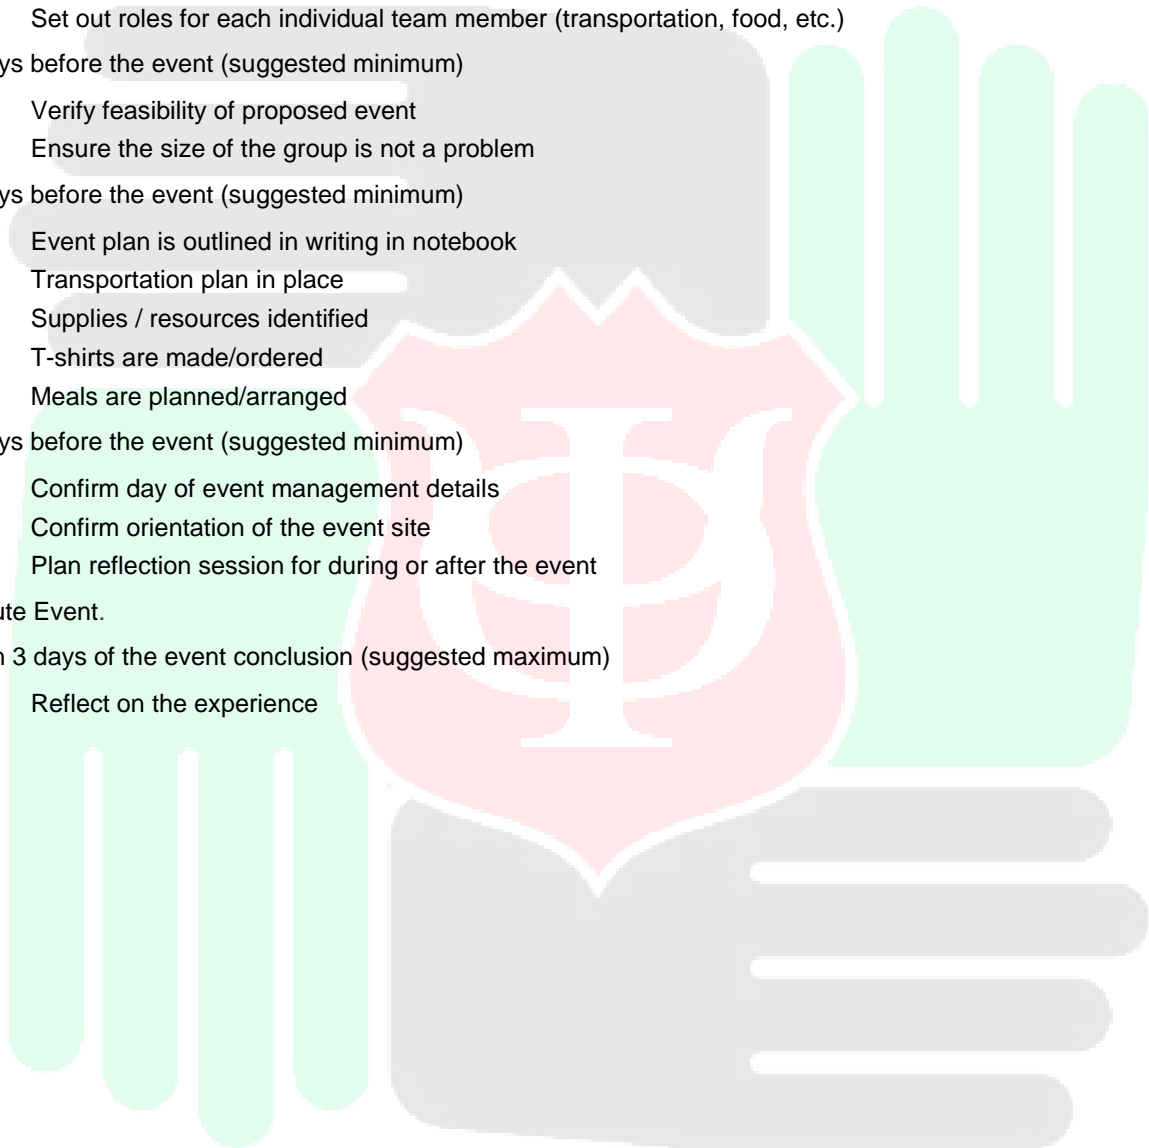 Set out roles for each individual team member (transportation, food, etc.)
ys before the event (suggested minimum)
Verify feasibility of proposed event
Ensure the size of the group is not a problem
ys before the event (suggested minimum)
Event plan is outlined in writing in notebook
Transportation plan in place
Supplies / resources identified
T-shirts are made/ordered
Meals are planned/arranged
ys before the event (suggested minimum)
Confirm day of event management details
Confirm orientation of the event site
Plan reflection session for during or after the event
ute Event.
n 3 days of the event conclusion (suggested maximum)
Reflect on the experience